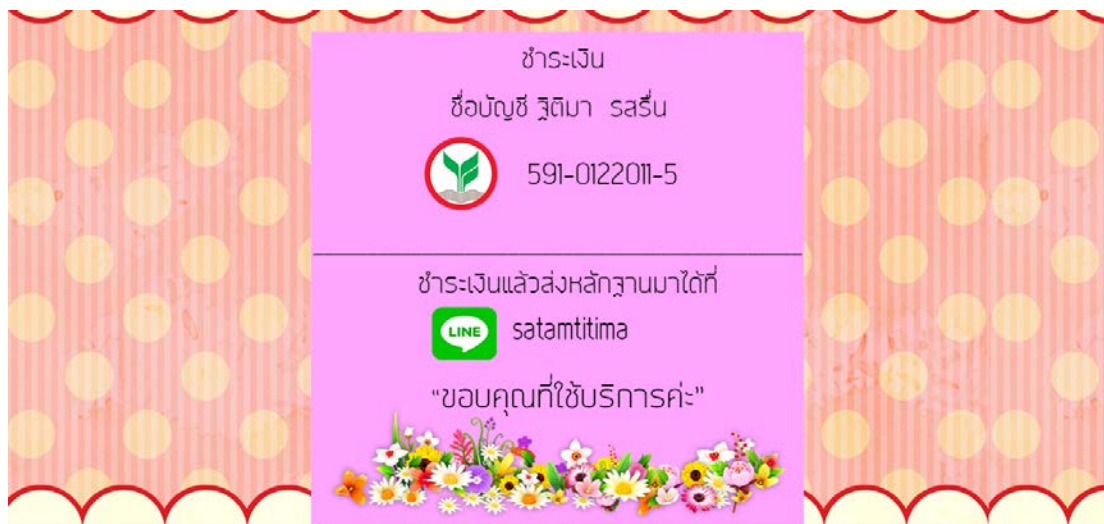 ชำระเงิน
ชื่อบัญชี ฐิติมา รสรื่น
591-0122011-5
ชำระเงินแล้วส่งหลักฐานมาได้ที่
LINE satamtitima
“ขอบคุณที่ใช้บริการค่ะ”